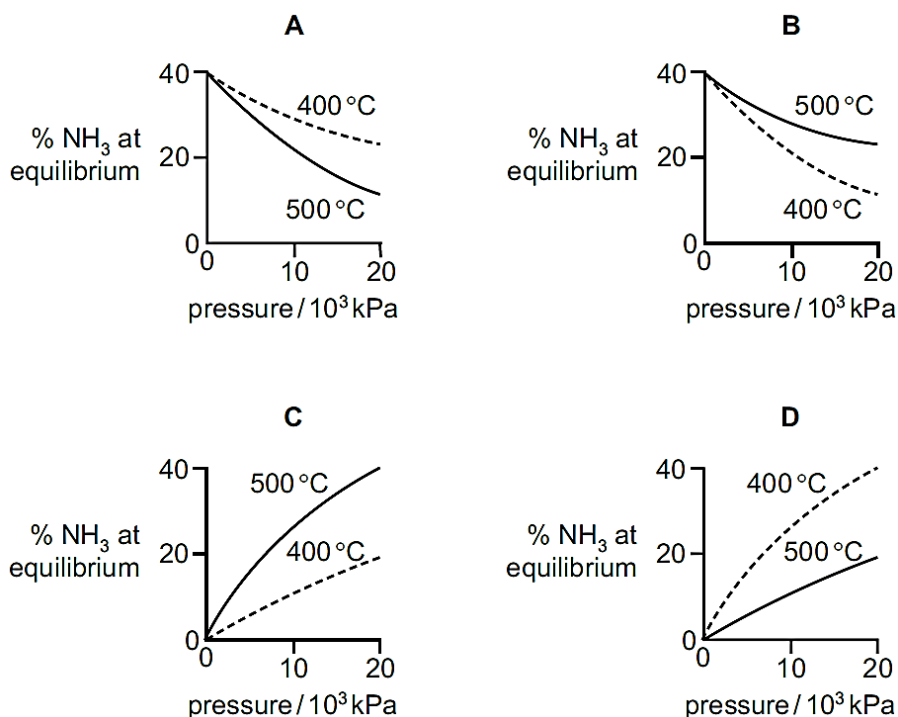 A
40
400 °C
% NH₃ at
equilibrium
20
500 °C
0
0
10
20
pressure / 10³ kPa
B
40
500 °C
% NH₃ at
equilibrium
20
400 °C
0
0
10
20
pressure / 10³ kPa
C
40
500 °C
% NH₃ at
equilibrium
20
400 °C
0
0
10
20
pressure / 10³ kPa
D
40
400 °C
% NH₃ at
equilibrium
20
500 °C
0
0
10
20
pressure / 10³ kPa